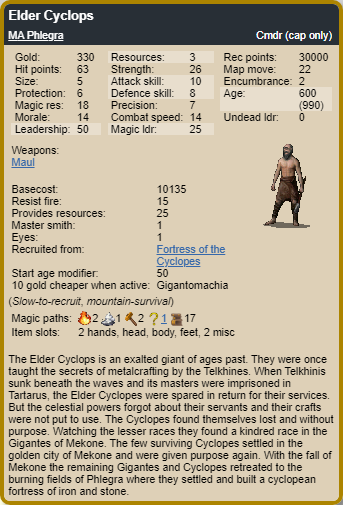 Elder Cyclops
MA Phlegra Cmdr (cap only)
Gold: 330 Resources: 3 Rec points: 30000
Hit points: 63 Strength: 26 Map move: 22
Size: 5 Attack skill: 10 Encumbrance: 2
Protection: 6 Defence skill: 8 Age: 600
Magic res: 18 Precision: 7 (990)
Morale: 14 Combat speed: 14 Undead ldr: 0
Leadership: 50 Magic ldr: 25
Weapons:
Maul
Basecost: 10135
Resist fire: 15
Provides resources: 25
Master smith: 1
Eyes: 1
Recruited from: Fortress of the
Cyclopes
Start age modifier: 50
10 gold cheaper when active: Gigantomachia
(Slow-to-recruit, mountain-survival)
Magic paths: 2 1 2 ? 1 17
Item slots: 2 hands, head, body, feet, 2 misc
The Elder Cyclops is an exalted giant of ages past. They were once
taught the secrets of metalcrafting by the Telkhines. When Telkhinis
sunk beneath the waves and its masters were imprisoned in
Tartarus, the Elder Cyclopes were spared in return for their services.
But the celestial powers forgot about their servants and their crafts
were not put to use. The Cyclops found themselves lost and without
purpose. Watching the lesser races they found a kindred race in the
Gigantes of Mekone. The few surviving Cyclopes settled in the
golden city of Mekone and were given purpose again. With the fall of
Mekone the remaining Gigantes and Cyclopes retreated to the
burning fields of Phlegra where they settled and built a cyclopean
fortress of iron and stone.